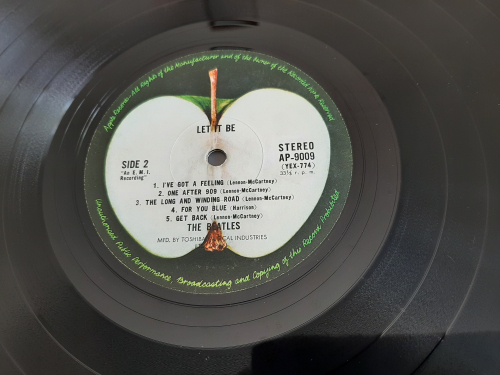 Apple Records · All Rights of the Manufacturer and of the Owner of the Recorded Work Reserved
LET IT BE
SIDE 2
"An E.M.I. Recording"
STEREO
AP-9009
(YEX-774)
33⅓ r.p.m.
1. I'VE GOT A FEELING (Lennon-McCartney)
2. ONE AFTER 909 (Lennon-McCartney)
3. THE LONG AND WINDING ROAD (Lennon-McCartney)
4. FOR YOU BLUE (Harrison)
5. GET BACK (Lennon-McCartney)
THE BEATLES
MFD. BY TOSHIBA MUSICAL INDUSTRIES
Unauthorised Public Performance, Broadcasting and Copying of this Record Prohibited